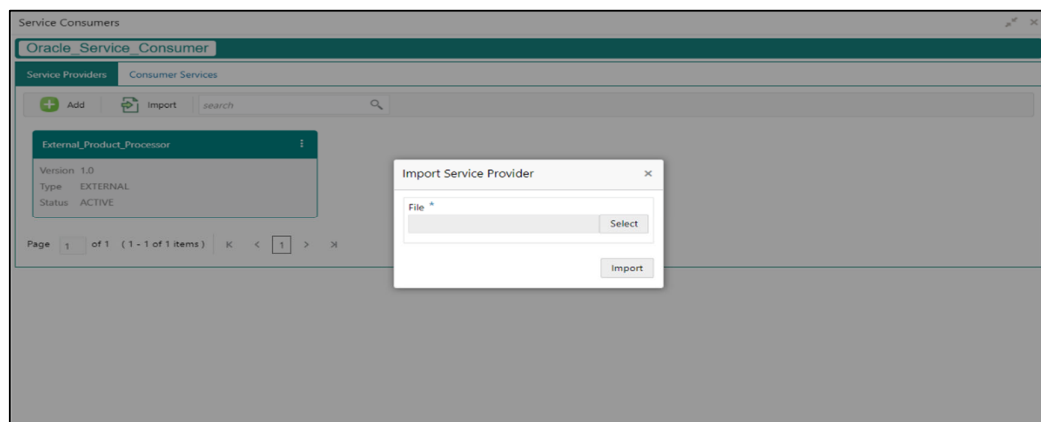 Service Consumers
Oracle_Service_Consumer
Service Providers Consumer Services
Add Import search
External_Product_Processor
Version 1.0
Type EXTERNAL
Status ACTIVE
Page 1 of 1 (1 - 1 of 1 items) K < 1 > >|
Import Service Provider ×
File *
Select
Import